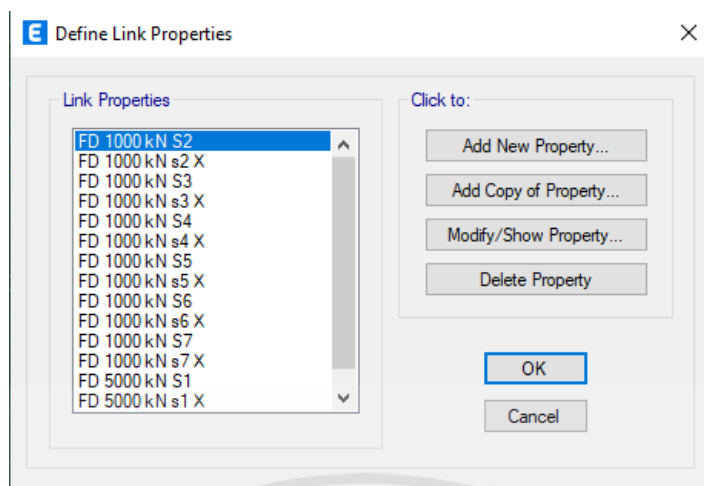 E Define Link Properties
Link Properties
FD 1000 kN S2
FD 1000 kN s2 X
FD 1000 kN S3
FD 1000 kN s3 X
FD 1000 kN S4
FD 1000 kN s4 X
FD 1000 kN S5
FD 1000 kN s5 X
FD 1000 kN S6
FD 1000 kN s6 X
FD 1000 kN S7
FD 1000 kN s7 X
FD 5000 kN S1
FD 5000 kN s1 X
Click to:
Add New Property...
Add Copy of Property...
Modify/Show Property...
Delete Property
OK
Cancel